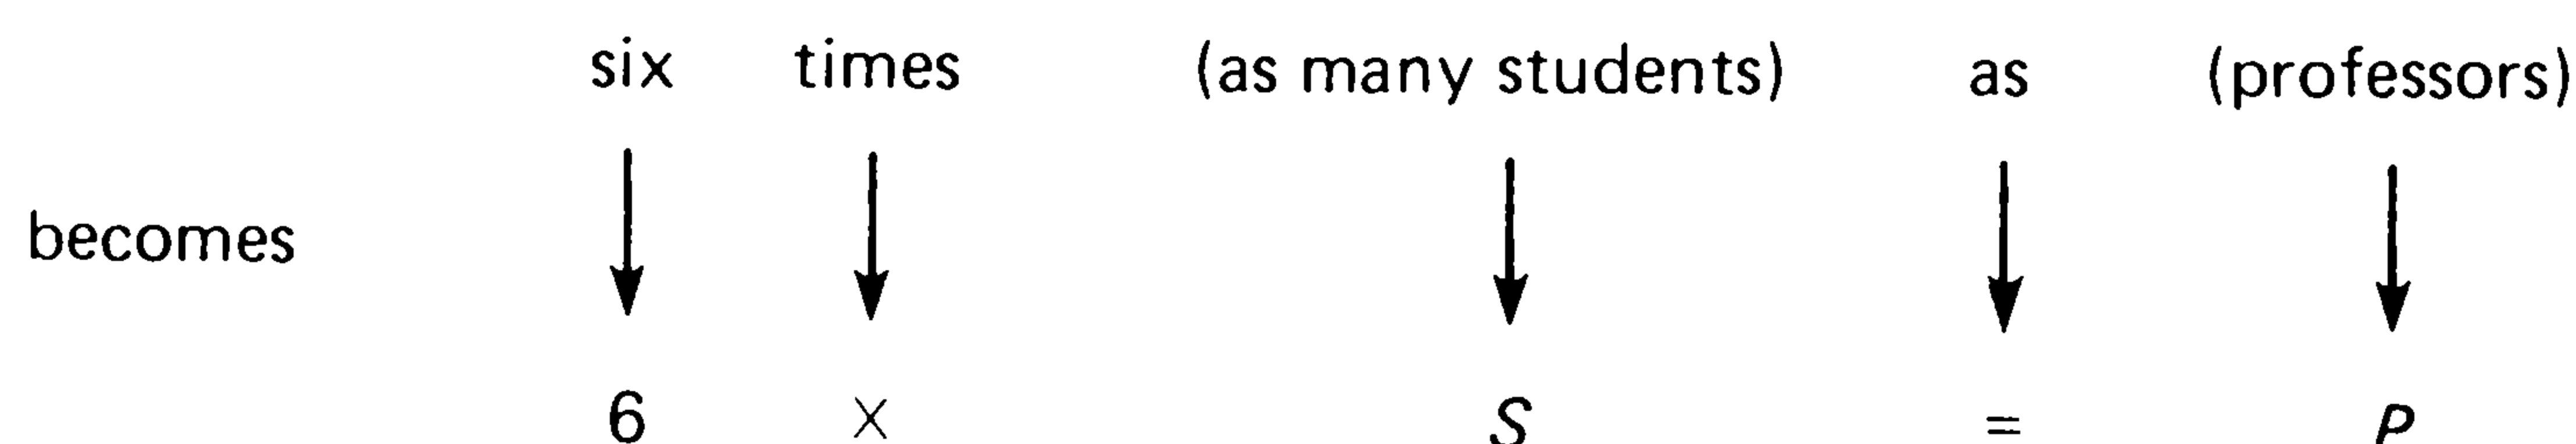 six times (as many students) as (professors)
becomes
6 × S = P